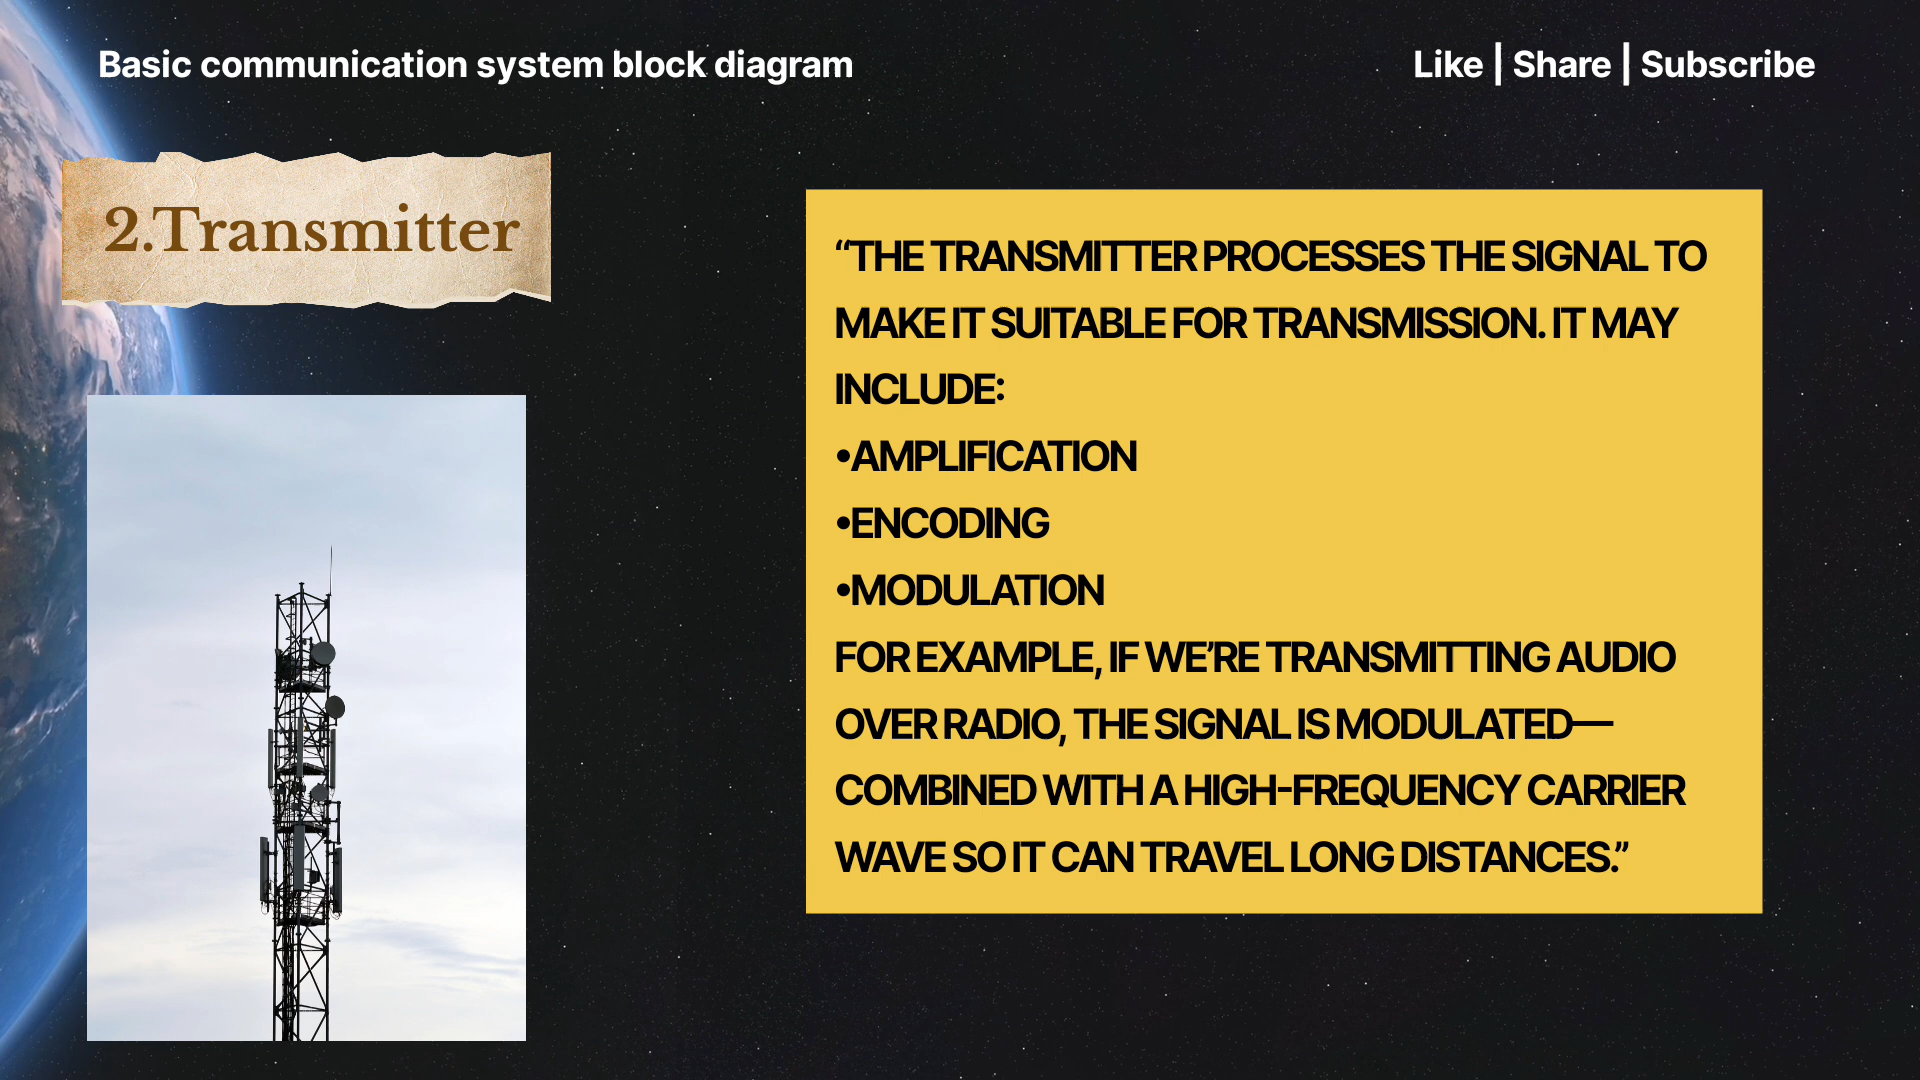 Basic communication system block diagram
Like | Share | Subscribe
2.Transmitter
“THE TRANSMITTER PROCESSES THE SIGNAL TO
MAKE IT SUITABLE FOR TRANSMISSION. IT MAY
INCLUDE:
•AMPLIFICATION
•ENCODING
•MODULATION
FOR EXAMPLE, IF WE’RE TRANSMITTING AUDIO
OVER RADIO, THE SIGNAL IS MODULATED—
COMBINED WITH A HIGH-FREQUENCY CARRIER
WAVE SO IT CAN TRAVEL LONG DISTANCES.”